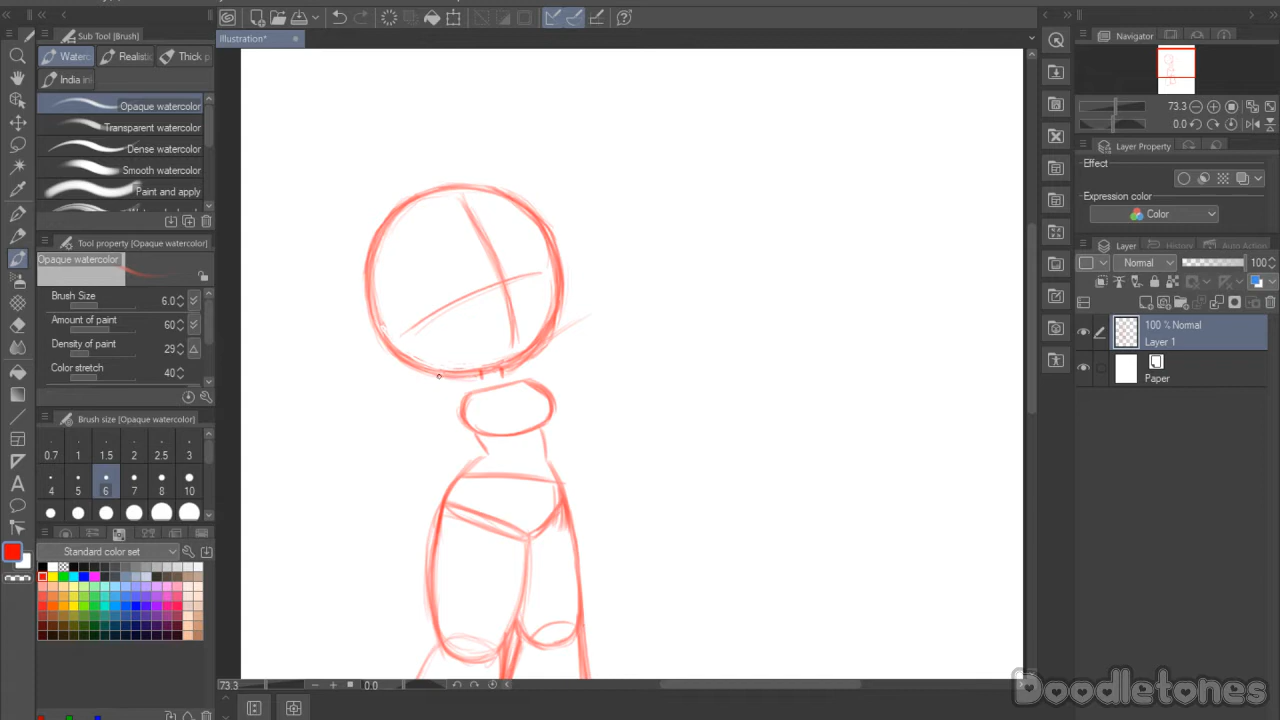 Sub Tool [Brush]
Illustration*
Navigator
Waterc
Realistic
Thick p
India in
Opaque watercolor
Transparent watercolor
Dense watercolor
Smooth watercolor
Paint and apply
73.3
0.0
Layer Property
Effect
Expression color
Color
Tool property [Opaque watercolor]
Opaque watercolor
Brush Size 6.0
Amount of paint 60
Density of paint 29
Color stretch 40
Layer
History
Auto Action
Normal
100
100 % Normal
Layer 1
Paper
Brush size [Opaque watercolor]
0.7 1 1.5 2 2.5 3
4 5 6 7 8 10
Standard color set
73.3
0.0
Doodletones